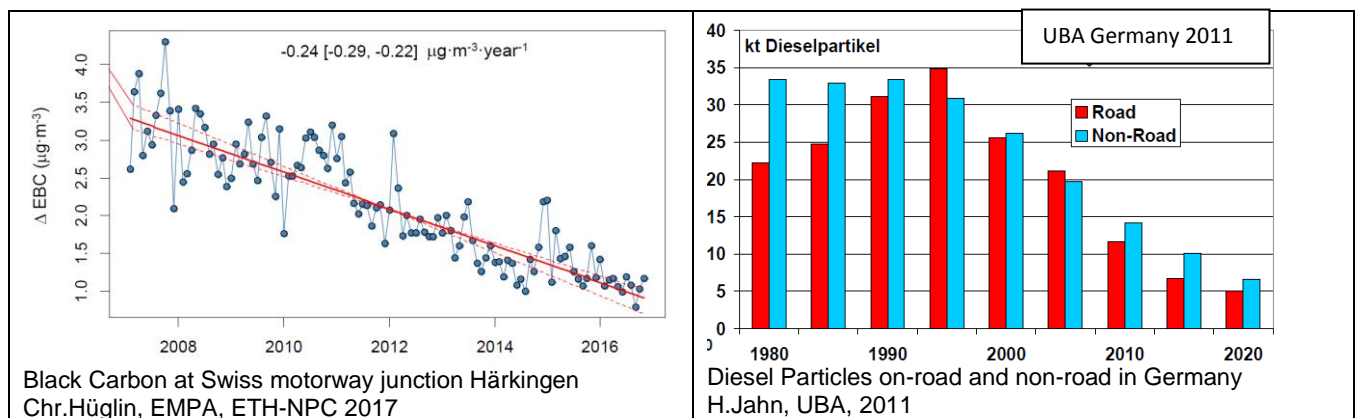 -0.24 [-0.29, -0.22] µg·m-³·year-¹
Δ EBC (µg·m-³)
4.0
3.5
3.0
2.5
2.0
1.5
1.0
2008 2010 2012 2014 2016
Black Carbon at Swiss motorway junction Härkingen
Chr.Hüglin, EMPA, ETH-NPC 2017
UBA Germany 2011
kt Dieselpartikel
40
35
30
25
20
15
10
5
0
Road
Non-Road
1980 1990 2000 2010 2020
Diesel Particles on-road and non-road in Germany
H.Jahn, UBA, 2011